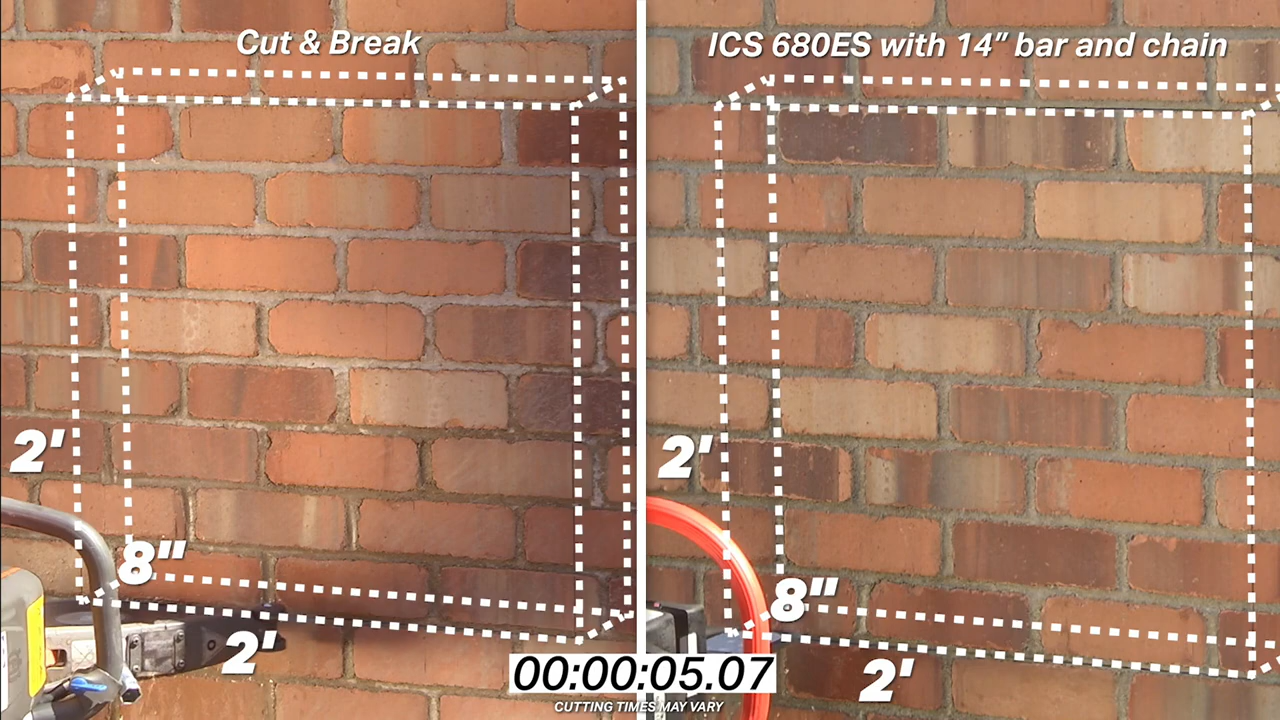 Cut & Break
ICS 680ES with 14” bar and chain
2'
2'
8"
8"
2'
2'
00:00:05.07
CUTTING TIMES MAY VARY